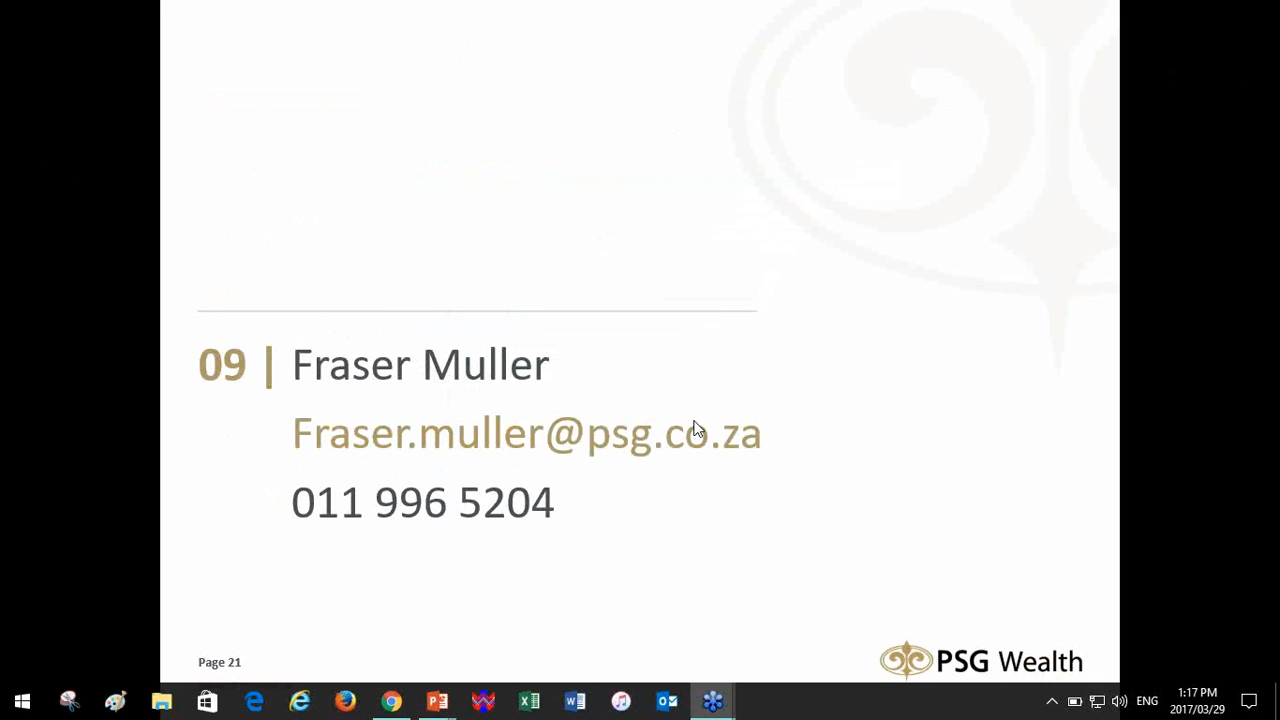 09 | Fraser Muller
Fraser.muller@psg.co.za
011 996 5204
Page 21
PSG Wealth
ENG
1:17 PM
2017/03/29